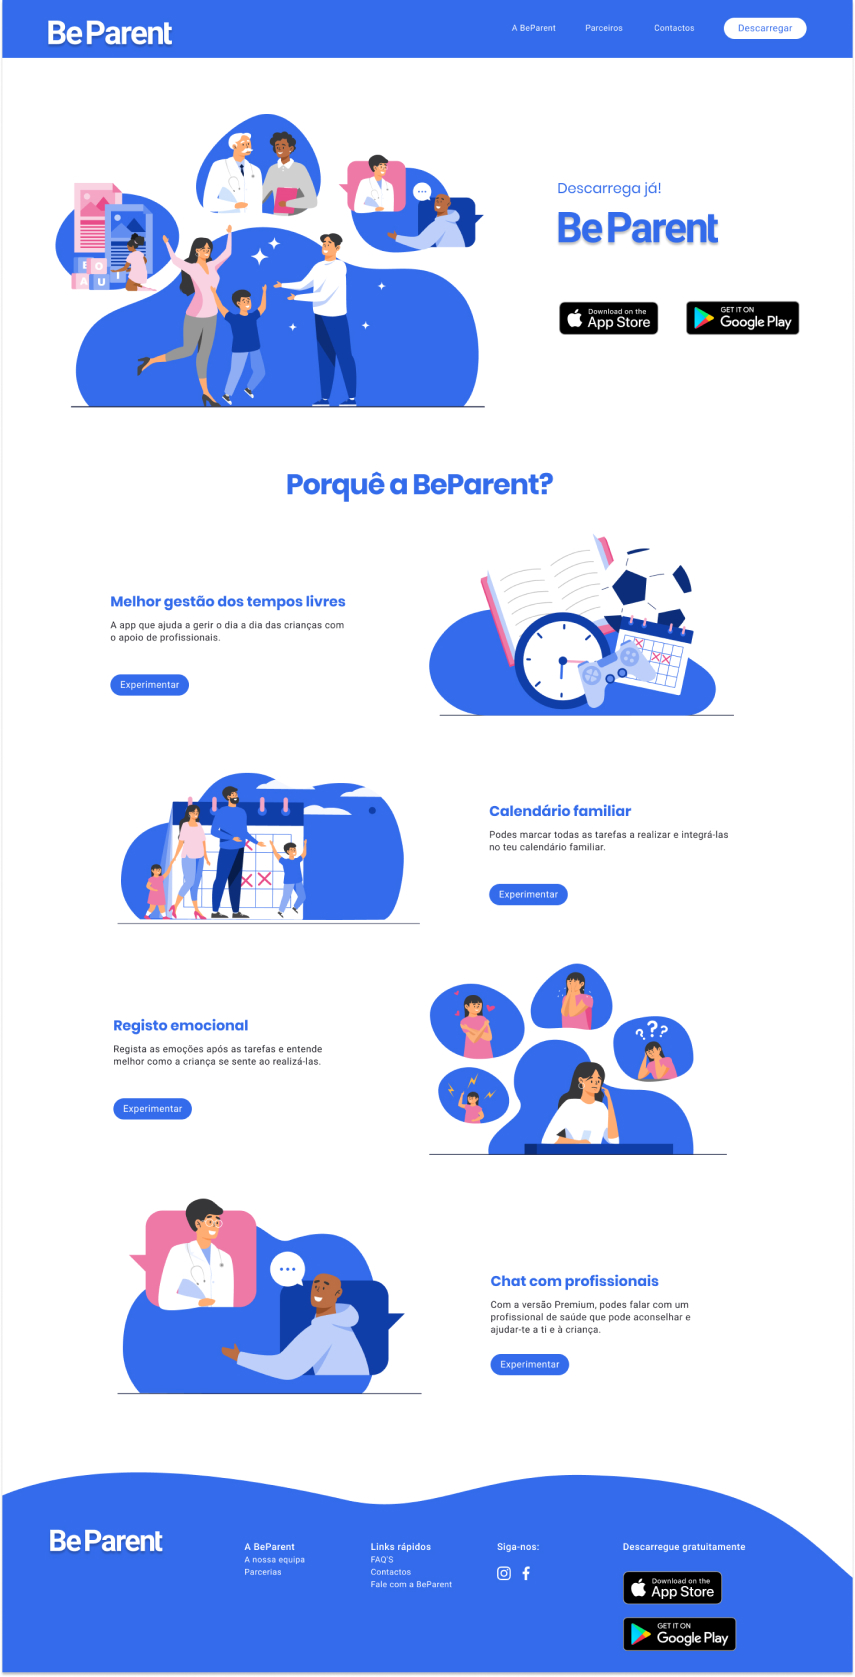 BeParent
A BeParent
Parceiros
Contactos
Descarregar
Descarrega já!
BeParent
Download on the
App Store
GET IT ON
Google Play
E O
A U I
Porquê a BeParent?
Melhor gestão dos tempos livres
A app que ajuda a gerir o dia a dia das crianças com
o apoio de profissionais.
Experimentar
Calendário familiar
Podes marcar todas as tarefas a realizar e integrá-las
no teu calendário familiar.
Experimentar
???
Registo emocional
Regista as emoções após as tarefas e entende
melhor como a criança se sente ao realizá-las.
Experimentar
Chat com profissionais
Com a versão Premium, podes falar com um
profissional de saúde que pode aconselhar e
ajudar-te a ti e à criança.
Experimentar
BeParent
A BeParent
A nossa equipa
Parcerias
Links rápidos
FAQ'S
Contactos
Fale com a BeParent
Siga-nos:
Descarregue gratuitamente
Download on the
App Store
GET IT ON
Google Play